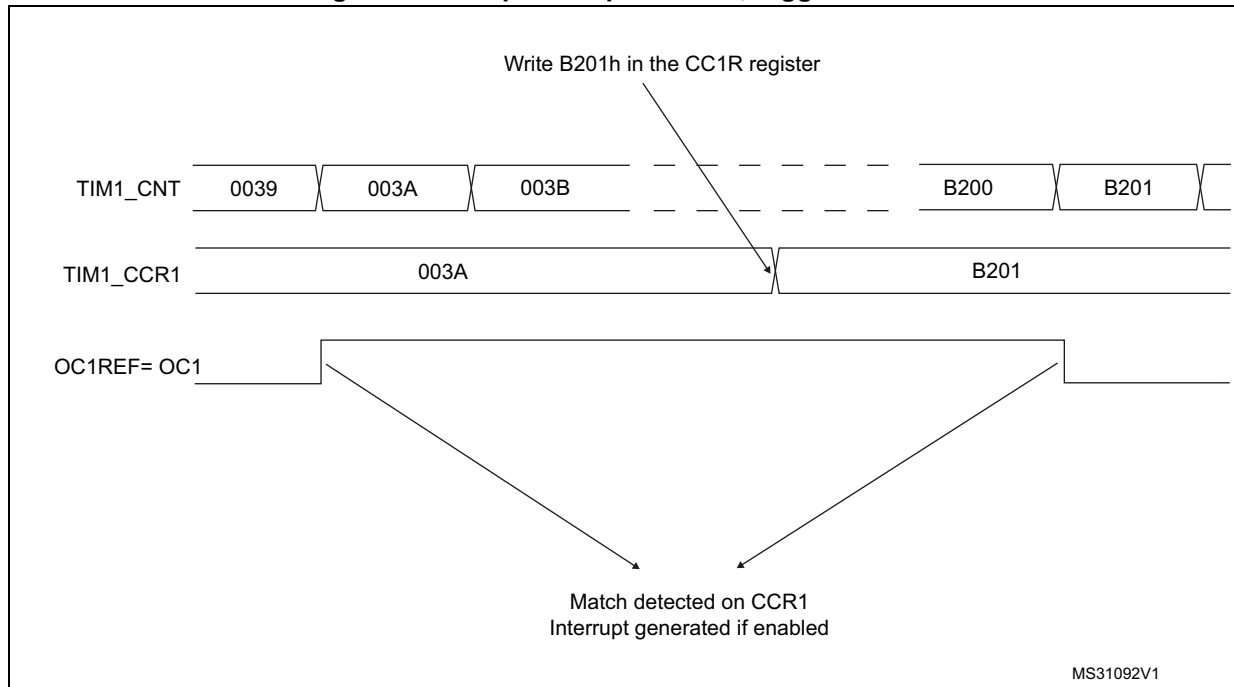 Write B201h in the CC1R register
TIM1_CNT 0039 003A 003B B200 B201
TIM1_CCR1 003A B201
OC1REF= OC1
Match detected on CCR1
Interrupt generated if enabled
MS31092V1